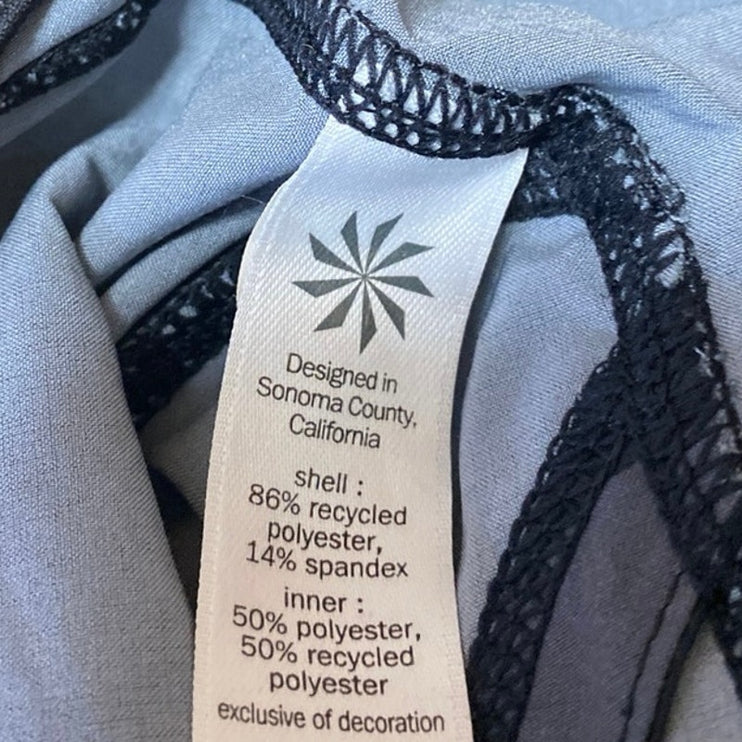 Designed in
Sonoma County,
California
shell :
86% recycled
polyester,
14% spandex
inner :
50% polyester,
50% recycled
polyester
exclusive of decoration